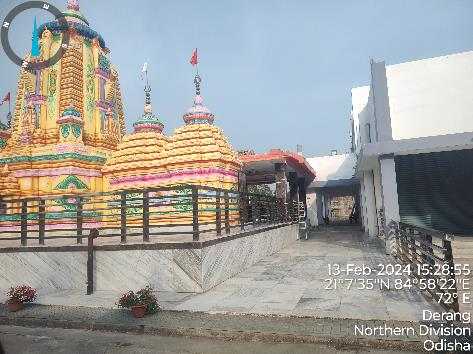 N
E
S
13-Feb-2024 15:28:55
21°7'35"N 84°58'22"E
72° E
Derang
Northern Division
Odisha